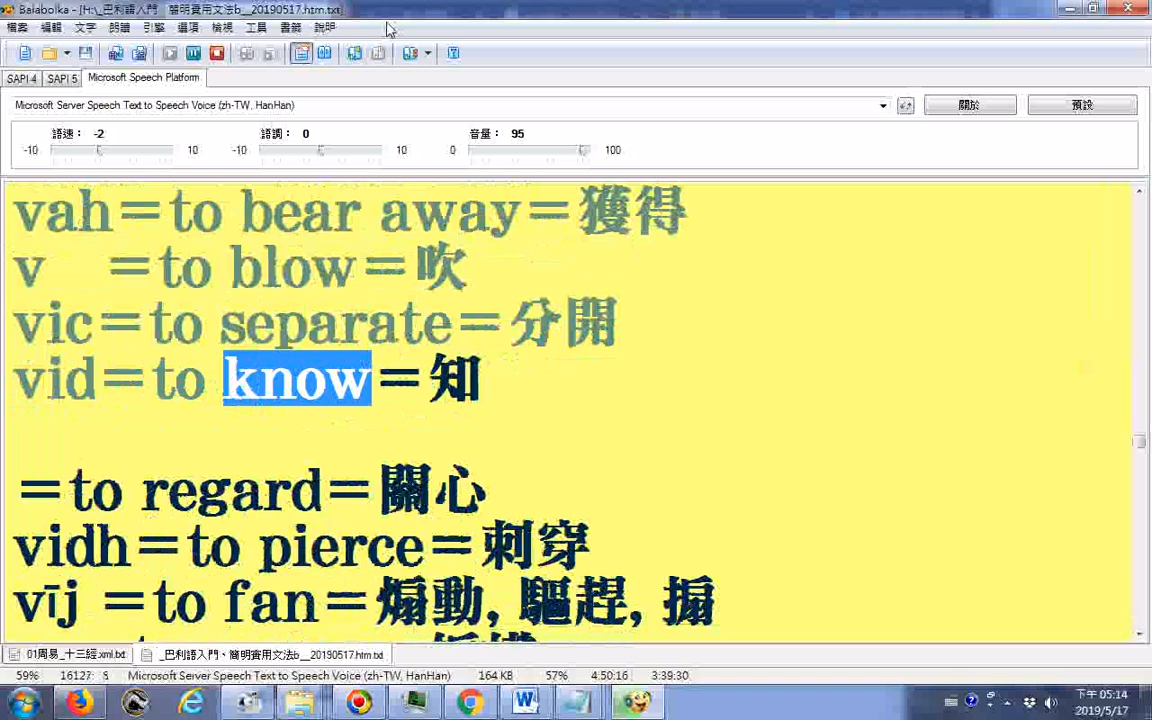 Balabolka - [H:\_巴利語入門、簡明實用文法b__20190517.htm.txt]
檔案 編輯 文字 朗讀 引擎 選項 檢視 工具 書籤 說明
SAPI 4 SAPI 5 Microsoft Speech Platform
Microsoft Server Speech Text to Speech Voice (zh-TW, HanHan) 關於 預設
語速： -2 語調： 0 音量： 95
-10 10 -10 10 0 100
vah＝to bear away＝獲得
v ＝to blow＝吹
vic＝to separate＝分開
vid＝to know＝知
＝to regard＝關心
vidh＝to pierce＝刺穿
vīj ＝to fan＝煽動, 驅趕, 搧
01周易_十三經.xml.txt _巴利語入門、簡明實用文法b__20190517.htm.txt
59% 16127: Microsoft Server Speech Text to Speech Voice (zh-TW, HanHan) 164 KB 57% 4:50:16 3:39:30
下午 05:14
2019/5/17